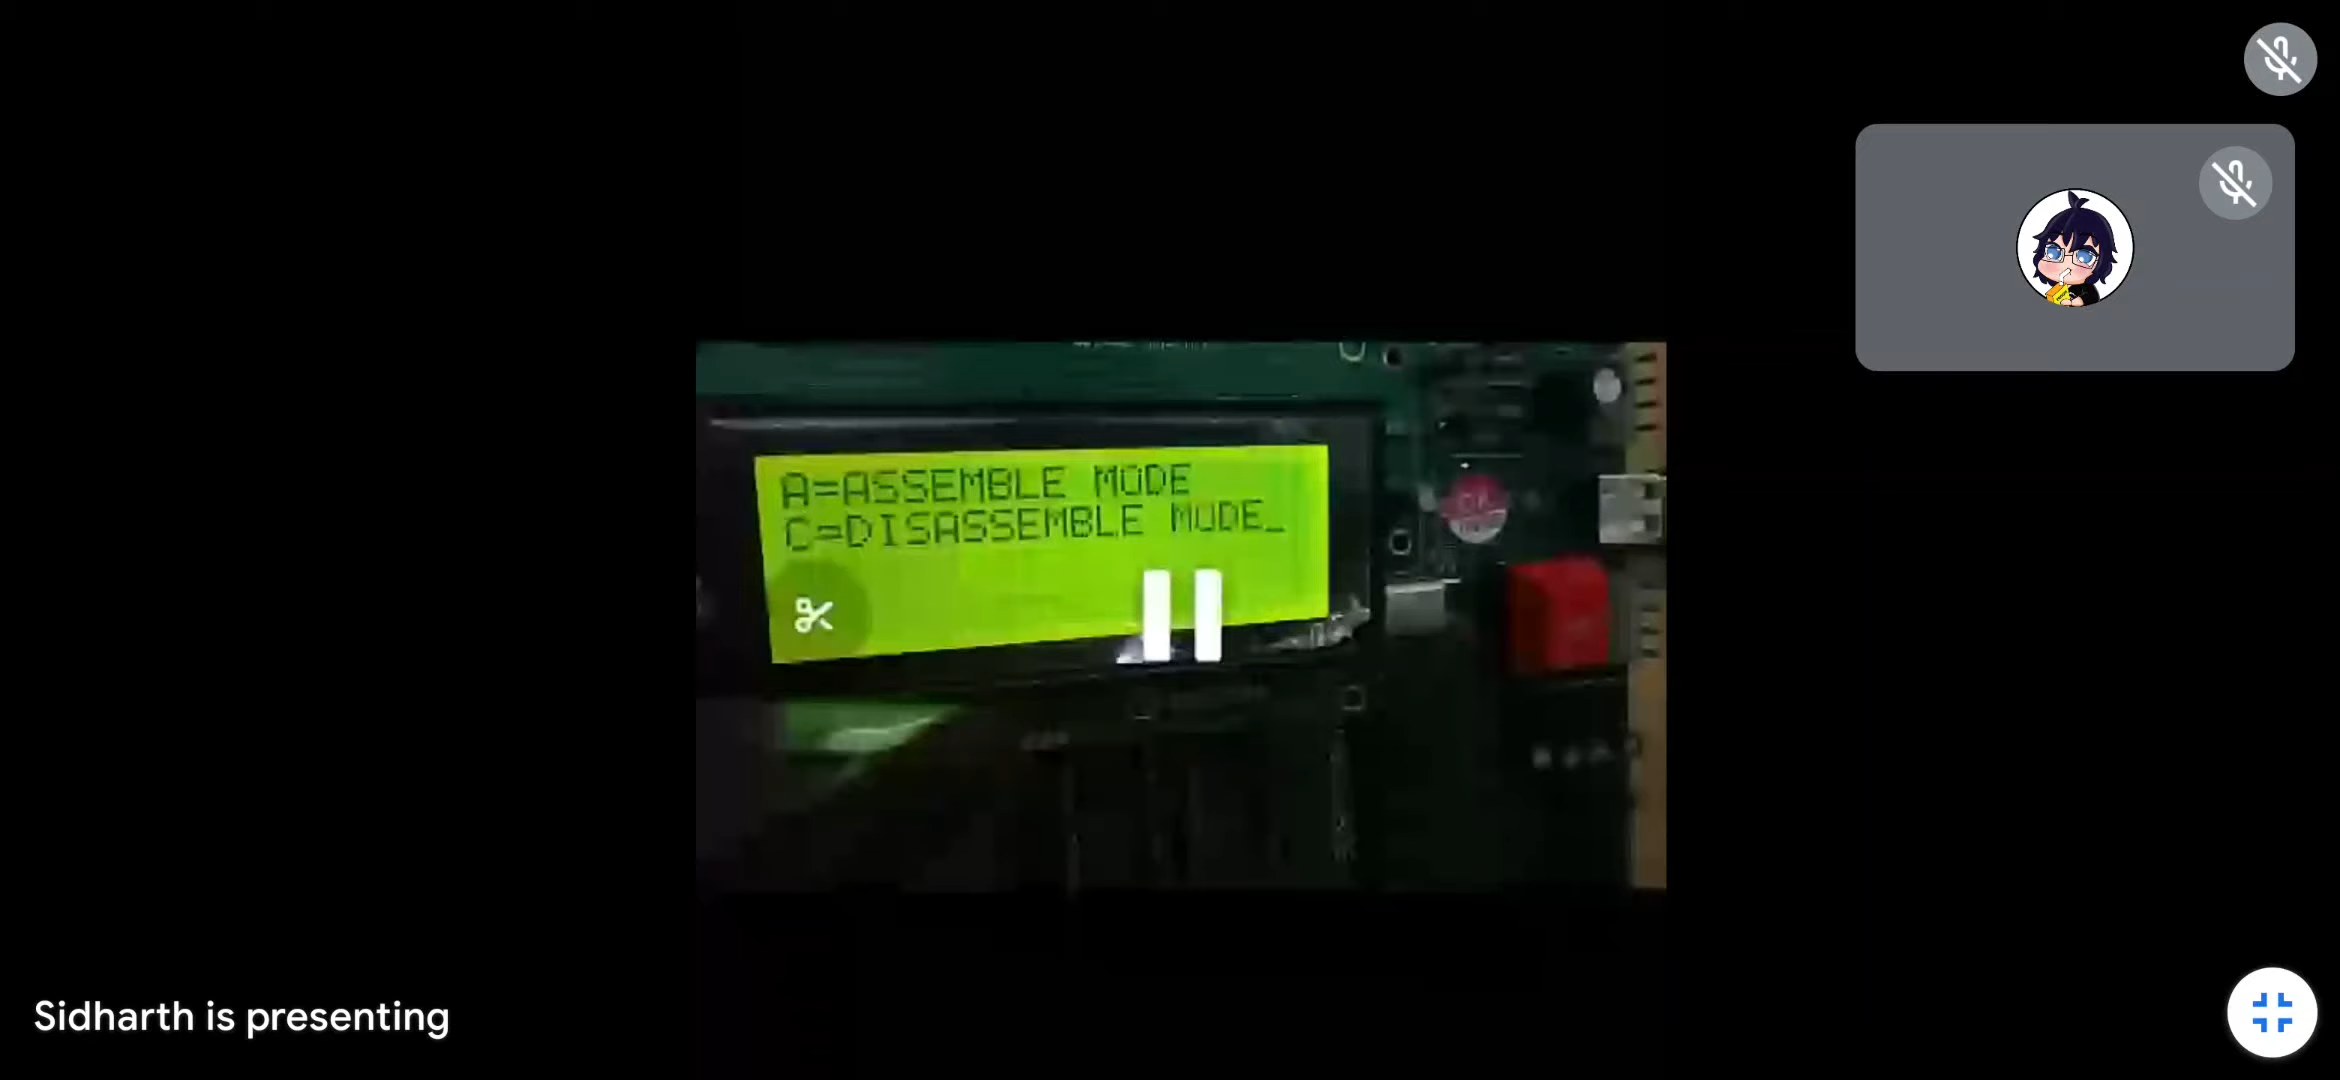 A=ASSEMBLE MODE
C=DISASSEMBLE MODE_
Sidharth is presenting